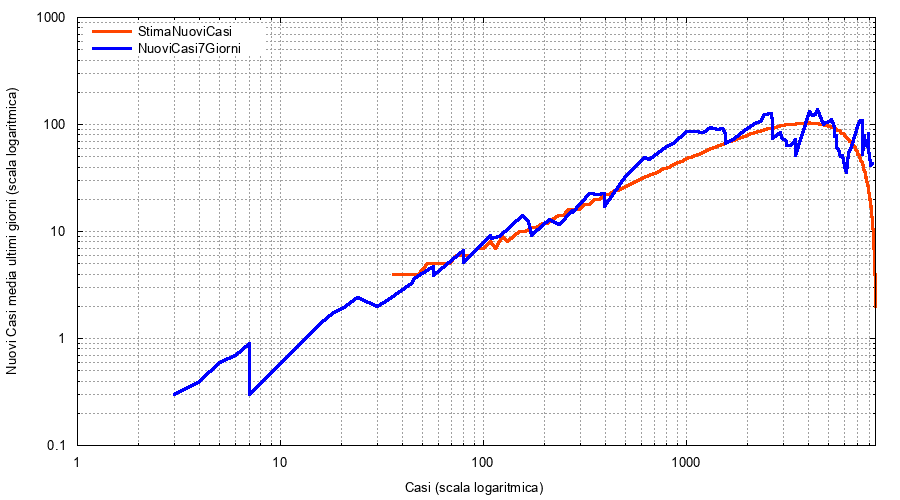 1000
100
10
1
0.1
StimaNuoviCasi
NuoviCasi7Giorni
Nuovi Casi media ultimi giorni (scala logaritmica)
1 10 100 1000
Casi (scala logaritmica)